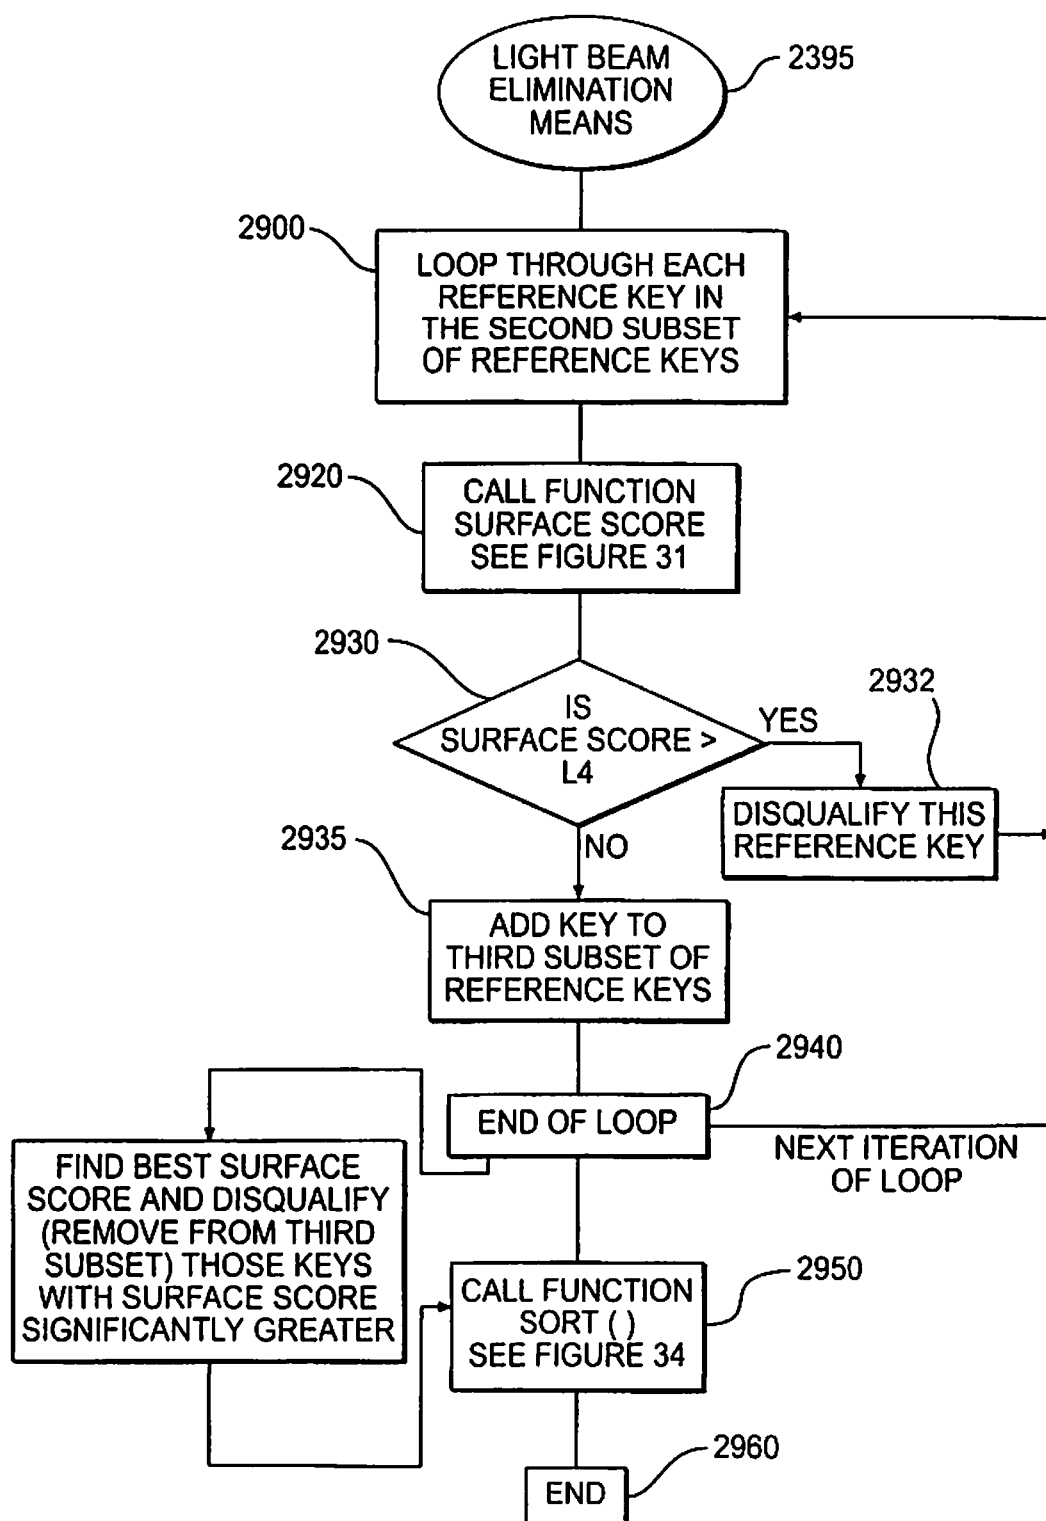 LIGHT BEAM
ELIMINATION
MEANS
2395
2900
LOOP THROUGH EACH
REFERENCE KEY IN
THE SECOND SUBSET
OF REFERENCE KEYS
2920
CALL FUNCTION
SURFACE SCORE
SEE FIGURE 31
2930
IS
SURFACE SCORE >
L4
YES
2932
DISQUALIFY THIS
REFERENCE KEY
NO
2935
ADD KEY TO
THIRD SUBSET OF
REFERENCE KEYS
2940
END OF LOOP
NEXT ITERATION
OF LOOP
FIND BEST SURFACE
SCORE AND DISQUALIFY
(REMOVE FROM THIRD
SUBSET) THOSE KEYS
WITH SURFACE SCORE
SIGNIFICANTLY GREATER
2950
CALL FUNCTION
SORT ( )
SEE FIGURE 34
2960
END